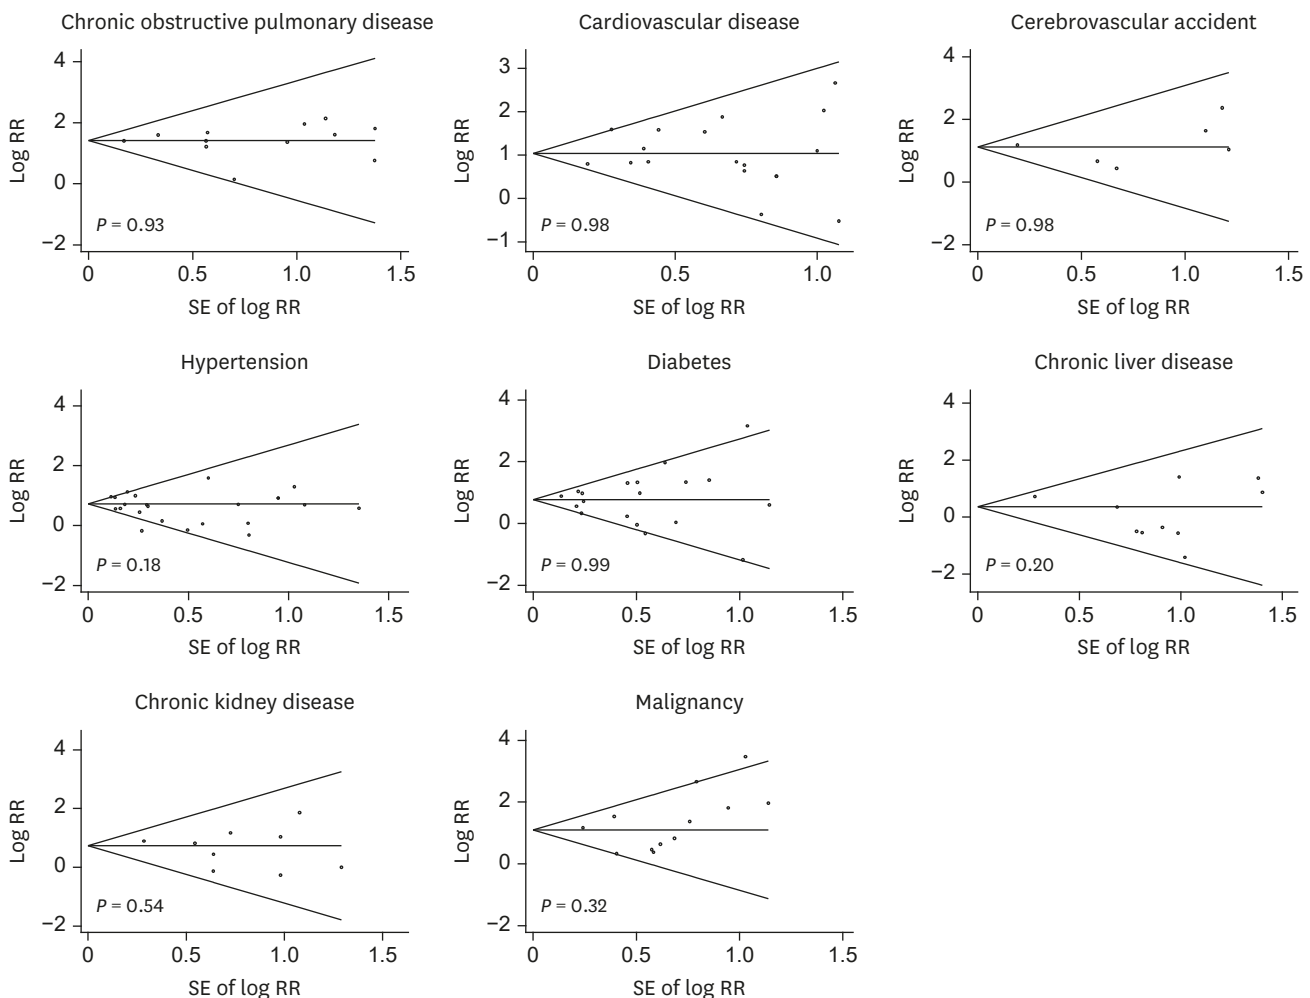 Chronic obstructive pulmonary disease
Log RR
4
2
0
−2
P = 0.93
0 0.5 1.0 1.5
SE of log RR
Cardiovascular disease
Log RR
3
2
1
0
−1
P = 0.98
0 0.5 1.0
SE of log RR
Cerebrovascular accident
Log RR
4
2
0
−2
P = 0.98
0 0.5 1.0 1.5
SE of log RR
Hypertension
Log RR
4
2
0
−2
P = 0.18
0 0.5 1.0 1.5
SE of log RR
Diabetes
Log RR
4
2
0
−2
P = 0.99
0 0.5 1.0 1.5
SE of log RR
Chronic liver disease
Log RR
4
2
0
−2
P = 0.20
0 0.5 1.0 1.5
SE of log RR
Chronic kidney disease
Log RR
4
2
0
−2
P = 0.54
0 0.5 1.0 1.5
SE of log RR
Malignancy
Log RR
4
2
0
−2
P = 0.32
0 0.5 1.0 1.5
SE of log RR